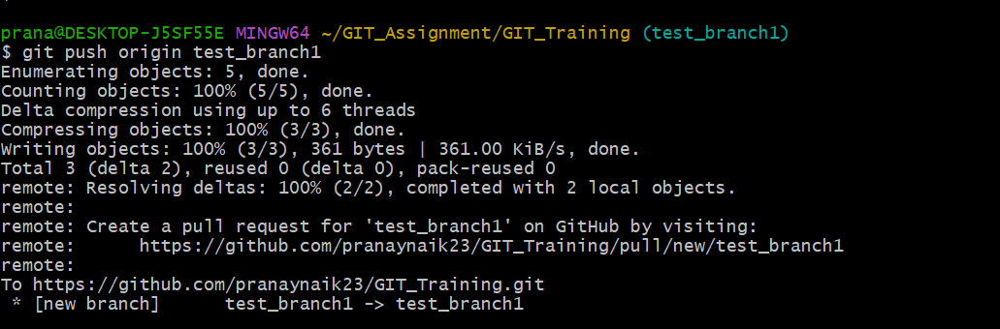 prana@DESKTOP-J5SF55E MINGW64 ~/GIT_Assignment/GIT_Training (test_branch1)
$ git push origin test_branch1
Enumerating objects: 5, done.
Counting objects: 100% (5/5), done.
Delta compression using up to 6 threads
Compressing objects: 100% (3/3), done.
Writing objects: 100% (3/3), 361 bytes | 361.00 KiB/s, done.
Total 3 (delta 2), reused 0 (delta 0), pack-reused 0
remote: Resolving deltas: 100% (2/2), completed with 2 local objects.
remote:
remote: Create a pull request for 'test_branch1' on GitHub by visiting:
remote:      https://github.com/pranaynaik23/GIT_Training/pull/new/test_branch1
remote:
To https://github.com/pranaynaik23/GIT_Training.git
 * [new branch]      test_branch1 -> test_branch1